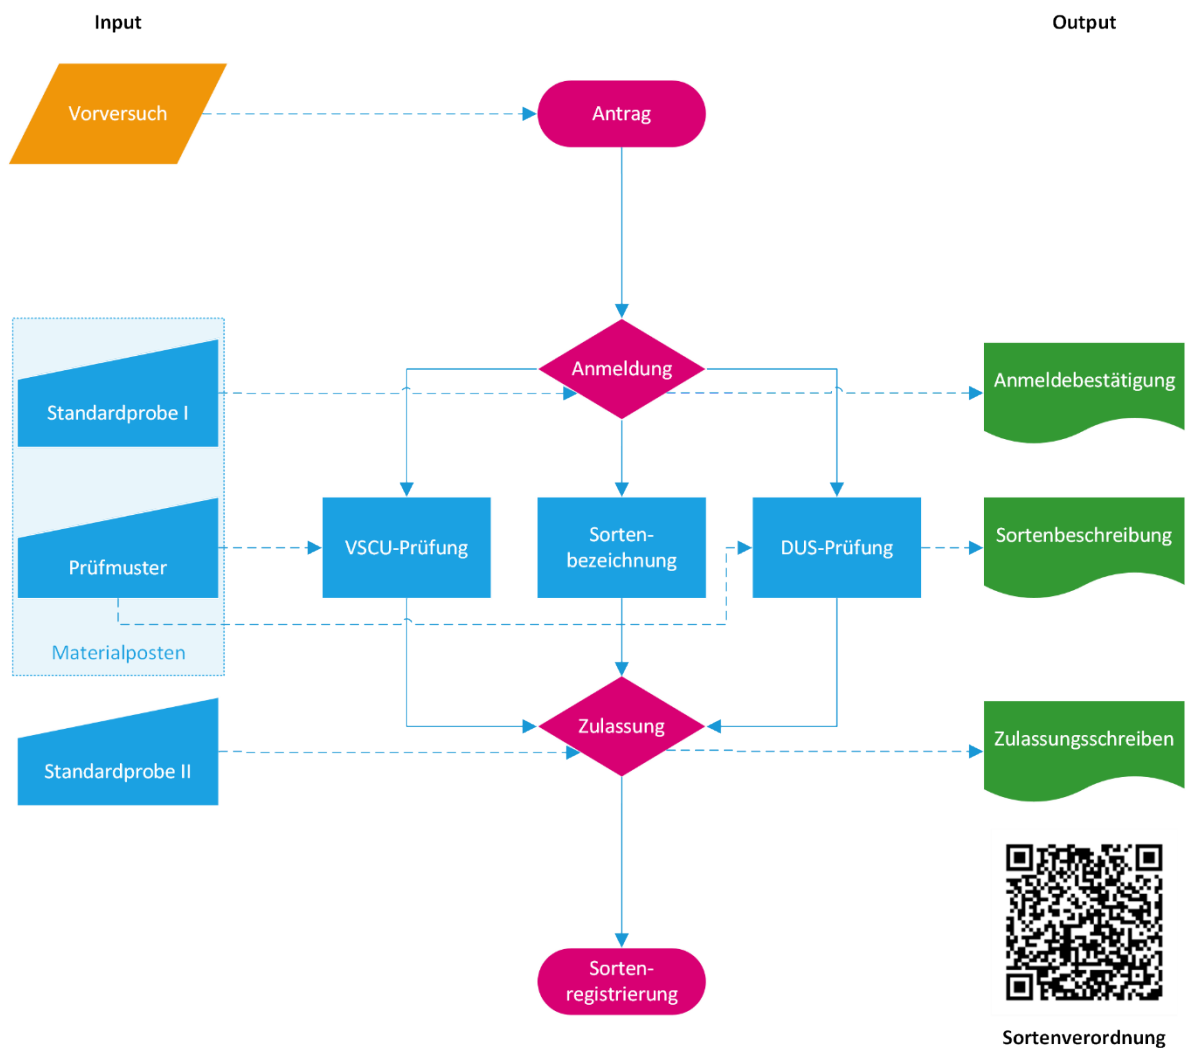 Input
Output
Vorversuch
Antrag
Anmeldung
Anmeldebestätigung
Standardprobe I
VSCU-Prüfung
Sorten-
bezeichnung
DUS-Prüfung
Sortenbeschreibung
Prüfmuster
Materialposten
Zulassung
Zulassungsschreiben
Standardprobe II
Sorten-
registrierung
Sortenverordnung